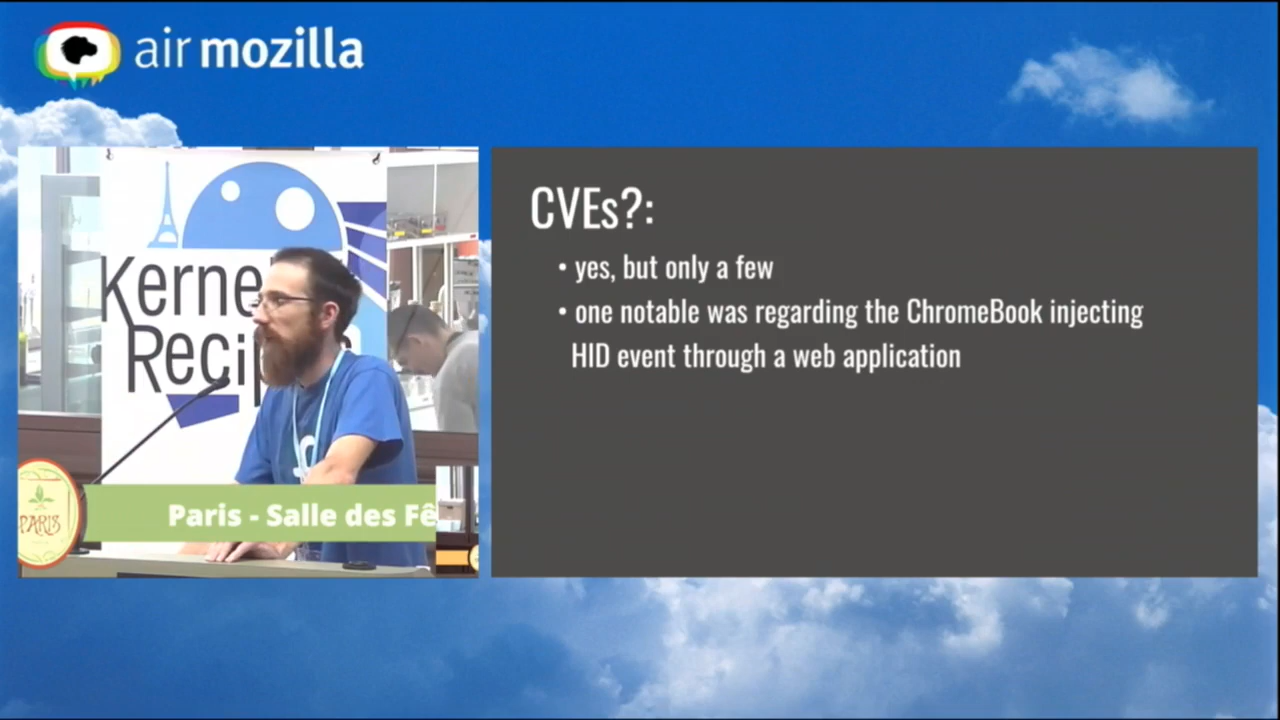 air mozilla
Kerne
Recip
PARIS
Paris - Salle des Fê
CVEs?:
• yes, but only a few
• one notable was regarding the ChromeBook injecting
HID event through a web application